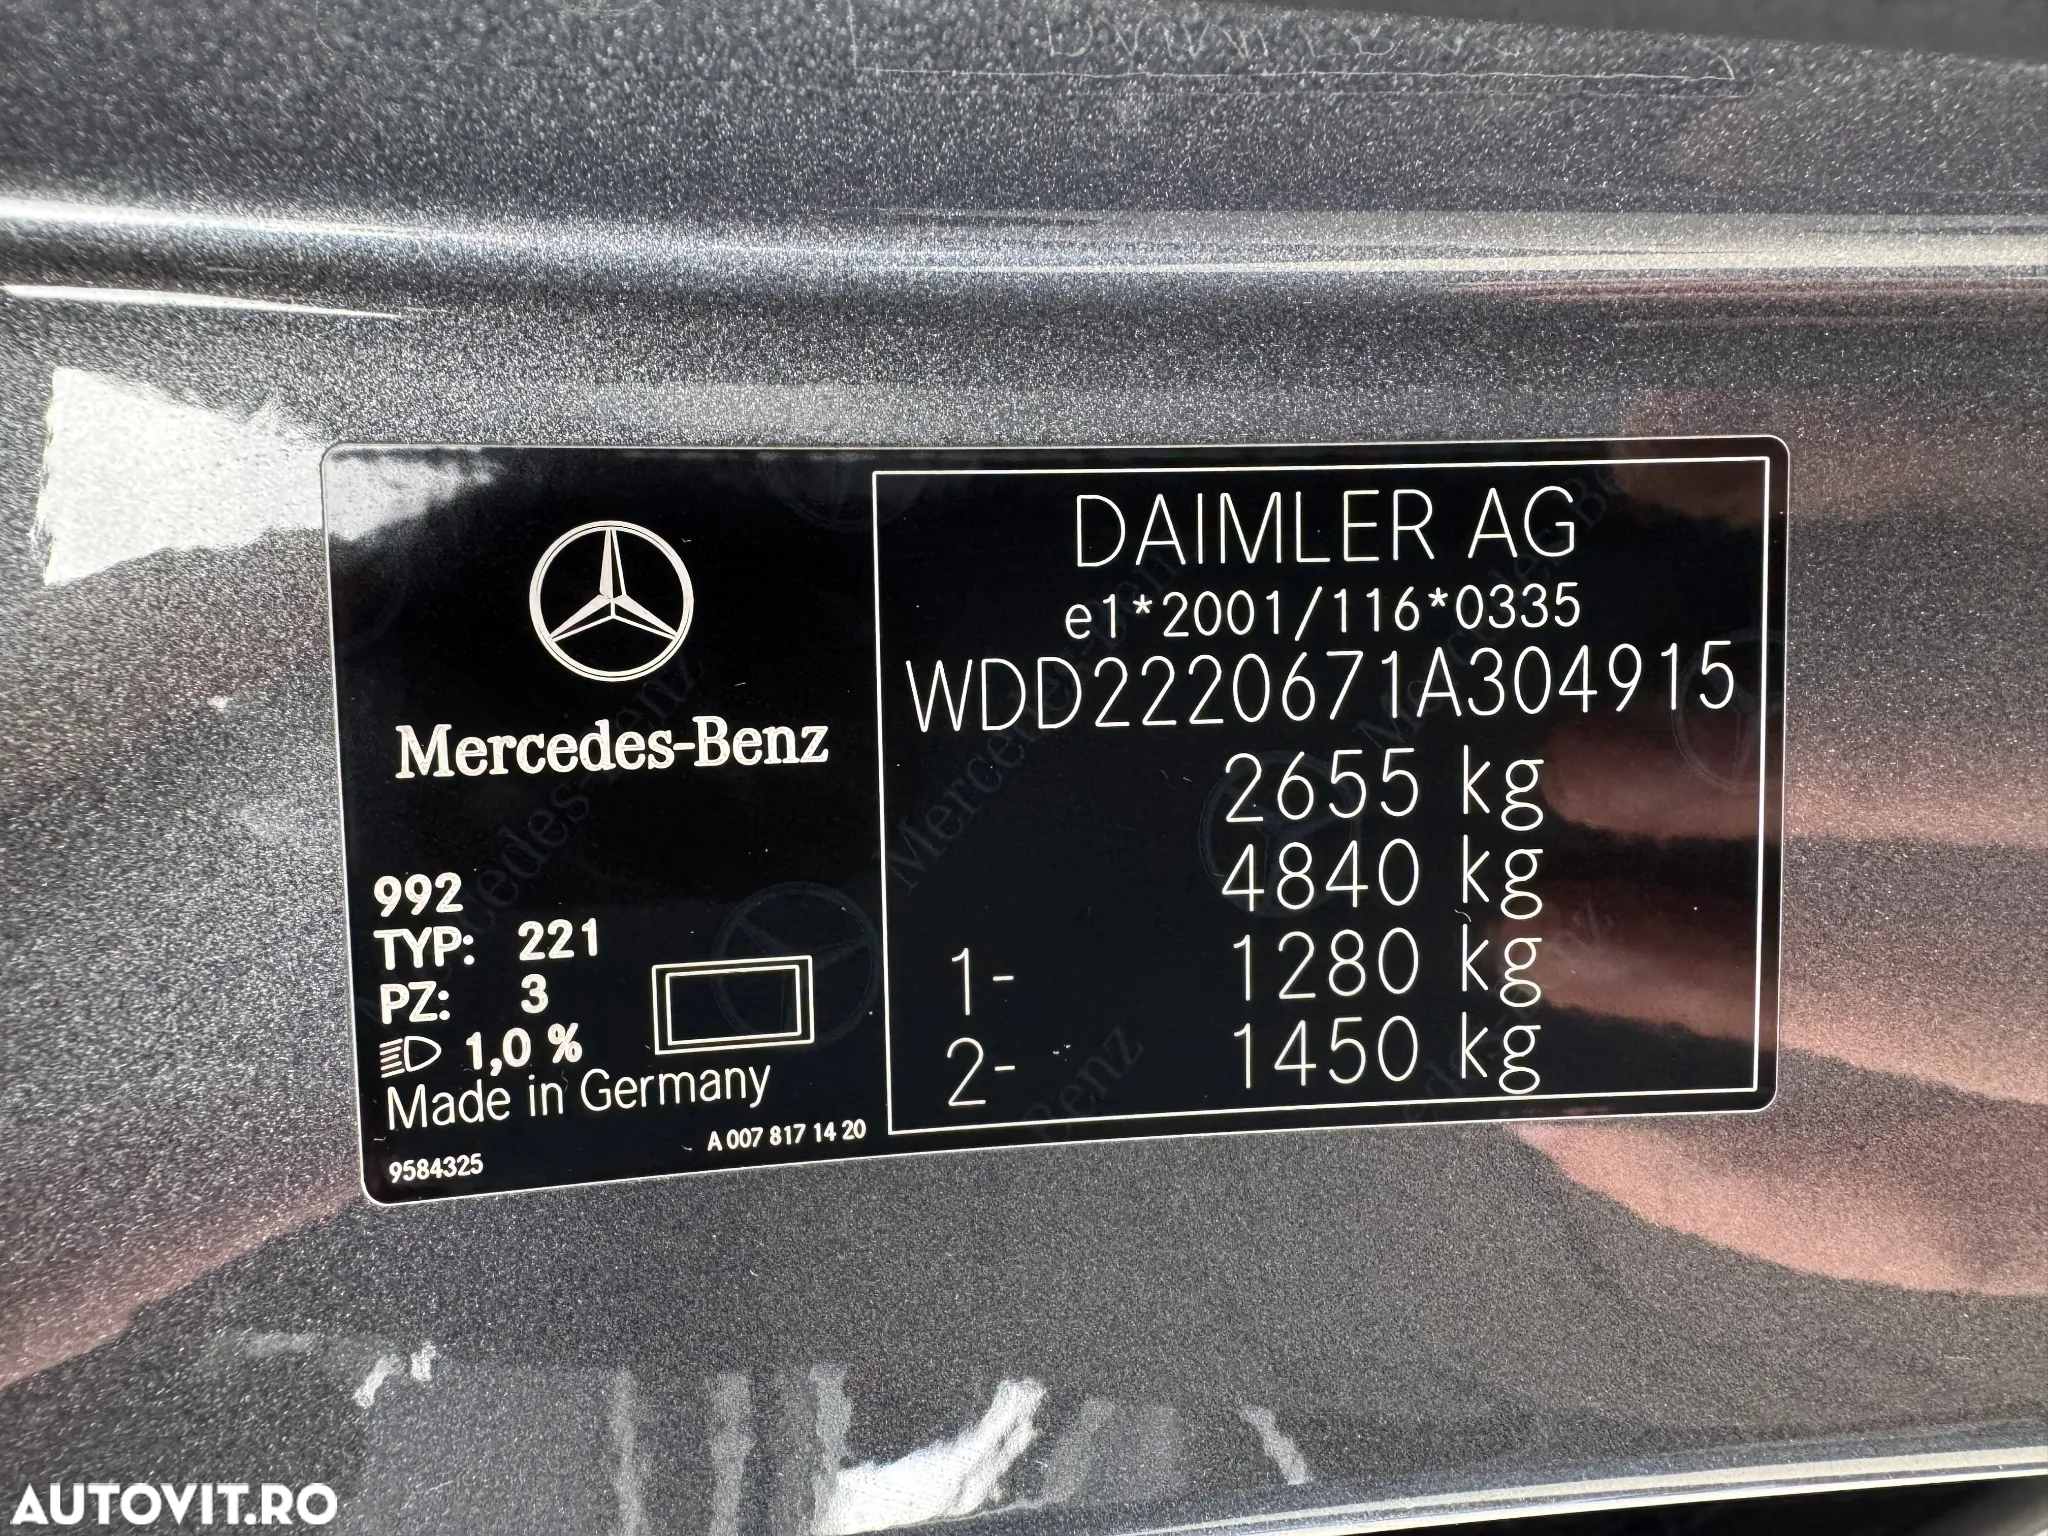 Mercedes-Benz
992
TYP: 221
PZ: 3
1,0 %
Made in Germany
A 007 817 14 20
9584325
DAIMLER AG
e1*2001/116*0335
WDD2220671A304915
2655 kg
4840 kg
1- 1280 kg
2- 1450 kg
AUTOVIT.RO